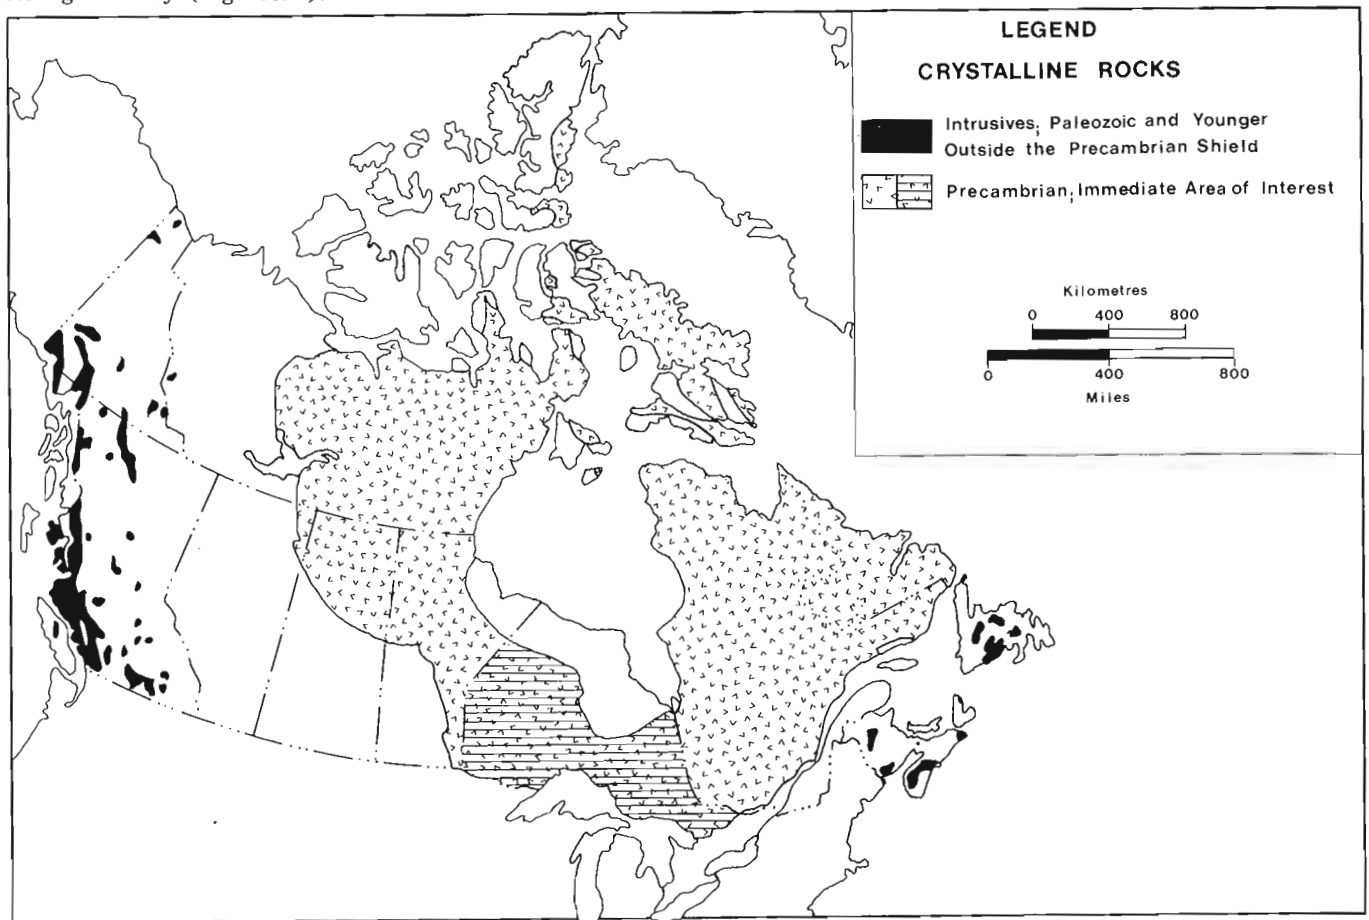 LEGEND
CRYSTALLINE ROCKS
Intrusives; Paleozoic and Younger
Outside the Precambrian Shield
Precambrian; Immediate Area of Interest
Kilometres
0 400 800
0 400 800
Miles